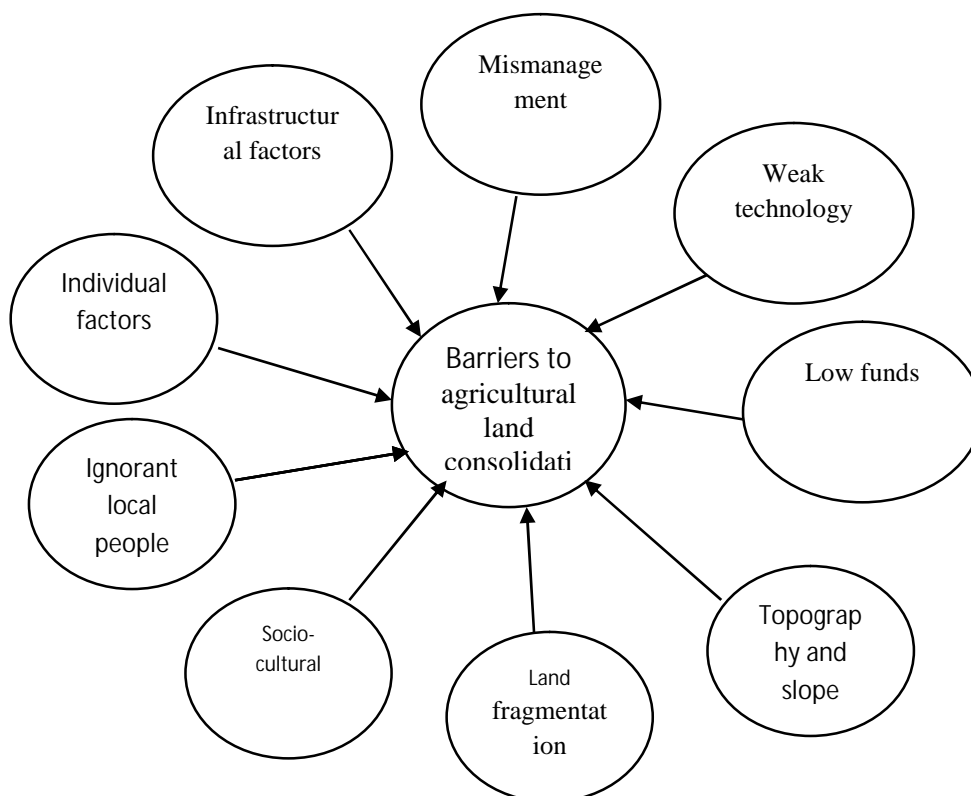 Mismanage
ment
Infrastructur
al factors
Weak
technology
Individual
factors
Barriers to
agricultural
land
consolidati
Low funds
Ignorant
local
people
Topograp
hy and
slope
Socio-
cultural
Land
fragmentat
ion